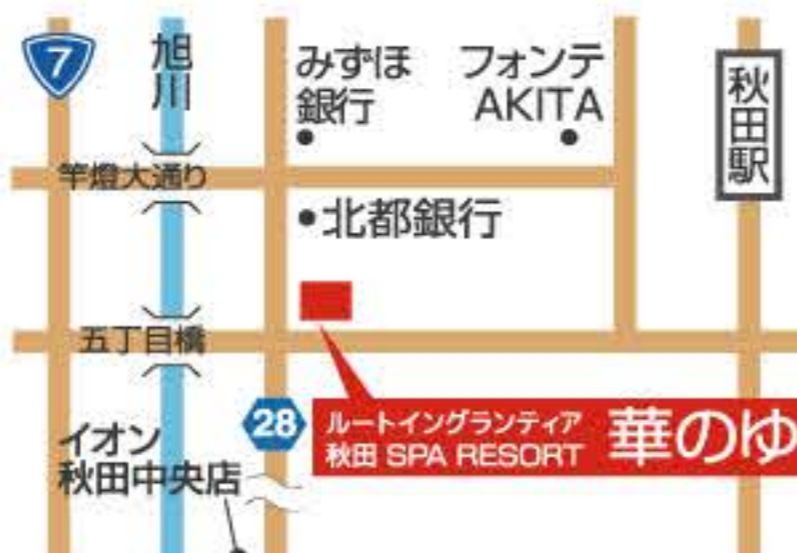 7
旭川
みずほ
銀行
フォンテ
AKITA
秋田駅
竿燈大通り
北都銀行
五丁目橋
28
ルートイングランティア
秋田 SPA RESORT
華のゆ
イオン
秋田中央店